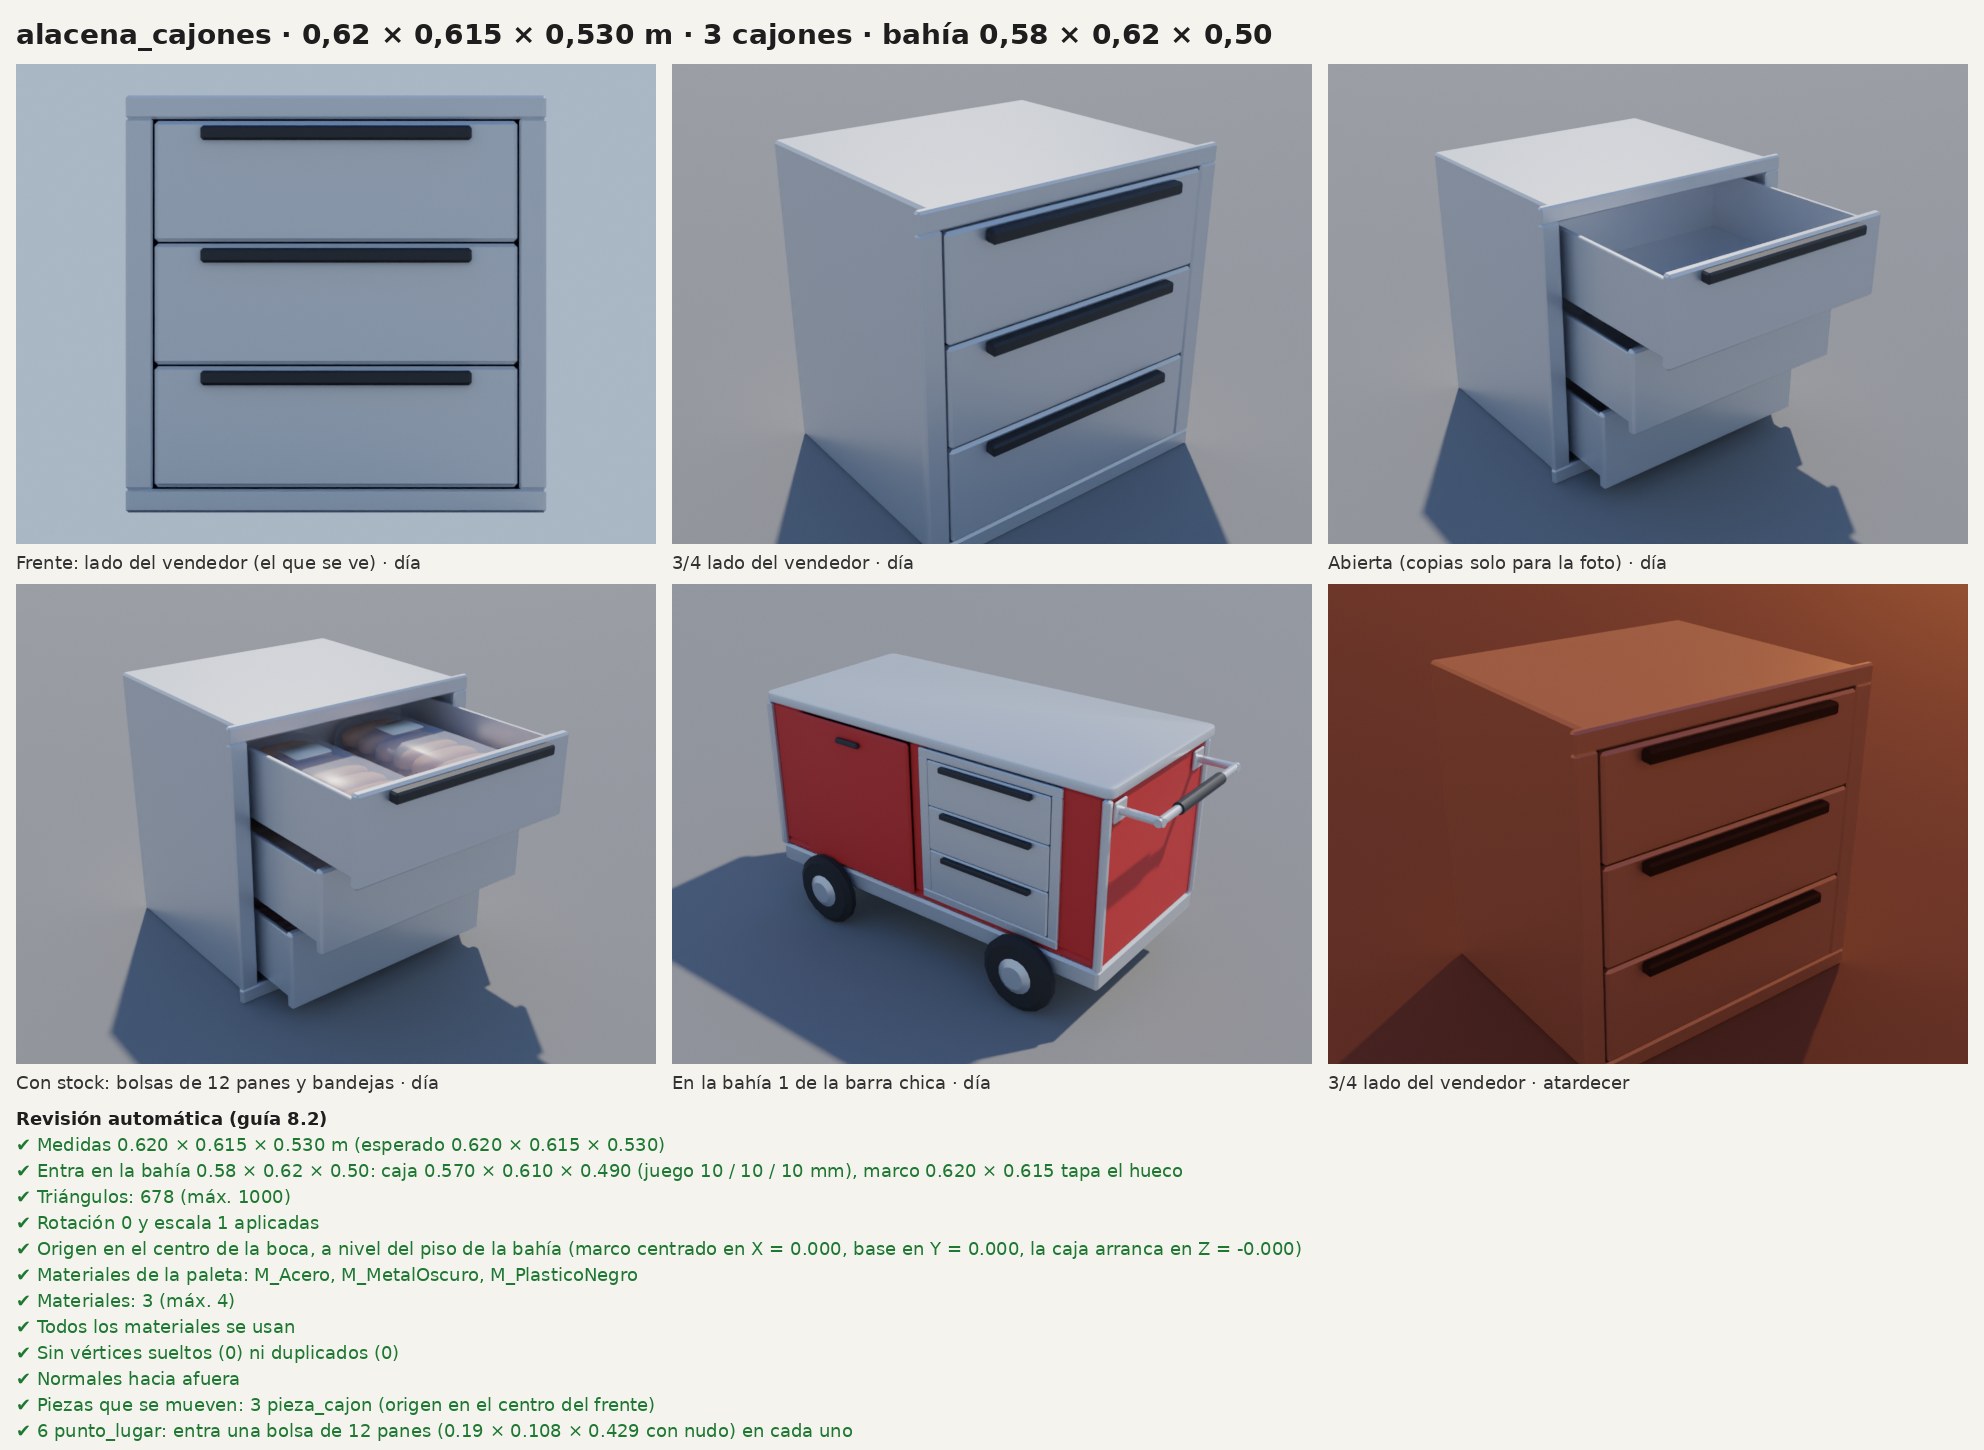 alacena_cajones · 0,62 × 0,615 × 0,530 m · 3 cajones · bahía 0,58 × 0,62 × 0,50
Frente: lado del vendedor (el que se ve) · día
3/4 lado del vendedor · día
Abierta (copias solo para la foto) · día
Con stock: bolsas de 12 panes y bandejas · día
En la bahía 1 de la barra chica · día
3/4 lado del vendedor · atardecer
Revisión automática (guía 8.2)
✔ Medidas 0.620 × 0.615 × 0.530 m (esperado 0.620 × 0.615 × 0.530)
✔ Entra en la bahía 0.58 × 0.62 × 0.50: caja 0.570 × 0.610 × 0.490 (juego 10 / 10 / 10 mm), marco 0.620 × 0.615 tapa el hueco
✔ Triángulos: 678 (máx. 1000)
✔ Rotación 0 y escala 1 aplicadas
✔ Origen en el centro de la boca, a nivel del piso de la bahía (marco centrado en X = 0.000, base en Y = 0.000, la caja arranca en Z = -0.000)
✔ Materiales de la paleta: M_Acero, M_MetalOscuro, M_PlasticoNegro
✔ Materiales: 3 (máx. 4)
✔ Todos los materiales se usan
✔ Sin vértices sueltos (0) ni duplicados (0)
✔ Normales hacia afuera
✔ Piezas que se mueven: 3 pieza_cajon (origen en el centro del frente)
✔ 6 punto_lugar: entra una bolsa de 12 panes (0.19 × 0.108 × 0.429 con nudo) en cada uno